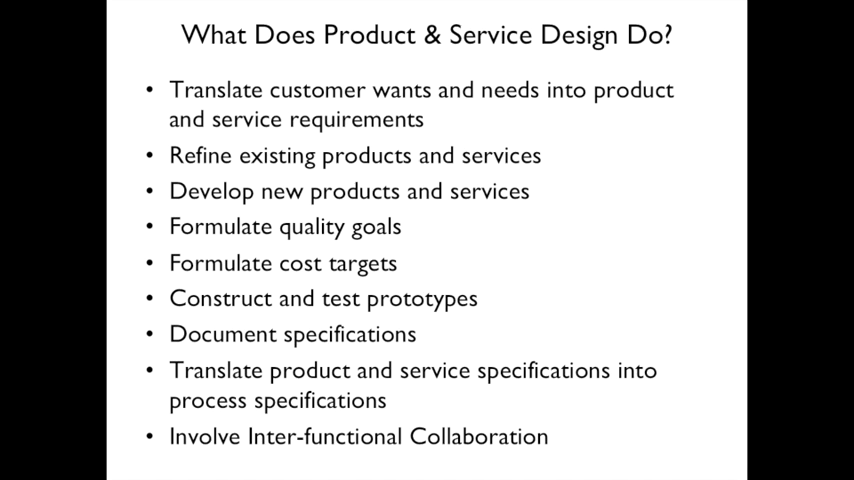 What Does Product & Service Design Do?
• Translate customer wants and needs into product
and service requirements
• Refine existing products and services
• Develop new products and services
• Formulate quality goals
• Formulate cost targets
• Construct and test prototypes
• Document specifications
• Translate product and service specifications into
process specifications
• Involve Inter-functional Collaboration